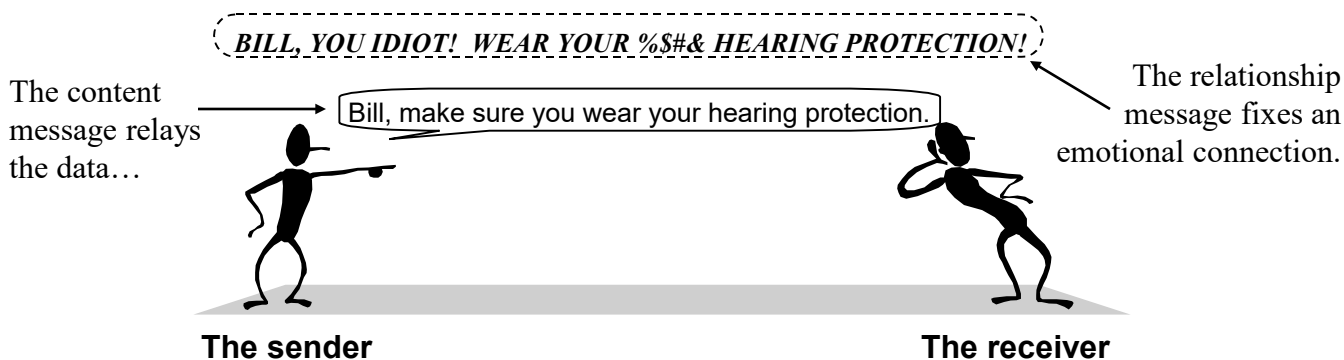 BILL, YOU IDIOT!  WEAR YOUR %$#& HEARING PROTECTION!
The content
message relays
the data…
Bill, make sure you wear your hearing protection.
The relationship
message fixes an
emotional connection.
The sender
The receiver